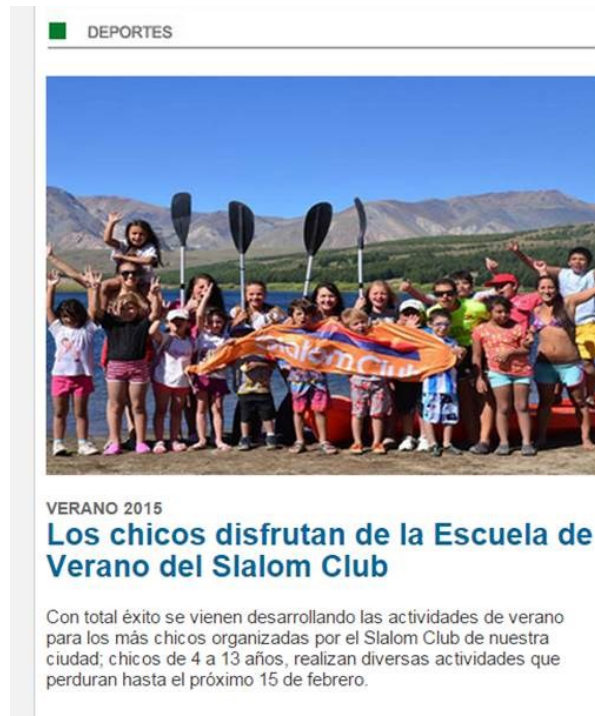 DEPORTES
Slalom Club
VERANO 2015
Los chicos disfrutan de la Escuela de
Verano del Slalom Club
Con total éxito se vienen desarrollando las actividades de verano
para los más chicos organizadas por el Slalom Club de nuestra
ciudad; chicos de 4 a 13 años, realizan diversas actividades que
perduran hasta el próximo 15 de febrero.